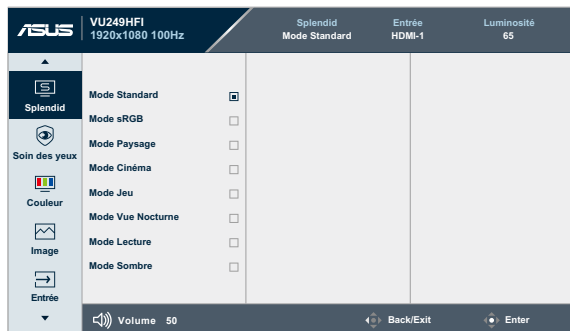 ASUS
VU249HFI
1920x1080 100Hz
Splendid
Mode Standard
Entrée
HDMI-1
Luminosité
65
Splendid
Soin des yeux
Couleur
Image
Entrée
Mode Standard
Mode sRGB
Mode Paysage
Mode Cinéma
Mode Jeu
Mode Vue Nocturne
Mode Lecture
Mode Sombre
Volume 50
Back/Exit
Enter